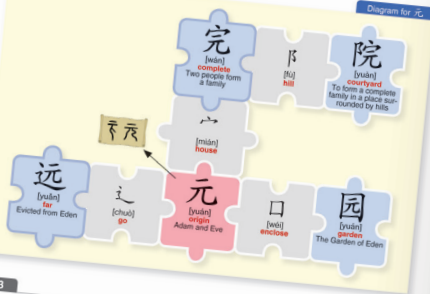 Diagram for 元
完
[wán]
complete
Two people form
a family
阝
[fù]
hill
院
[yuàn]
courtyard
To form a complete
family in a place sur-
rounded by hills
宀
[mián]
house
远
[yuǎn]
far
Evicted from Eden
辶
[chuò]
go
元
[yuán]
origin
Adam and Eve
口
[wéi]
enclose
园
[yuán]
garden
The Garden of Eden